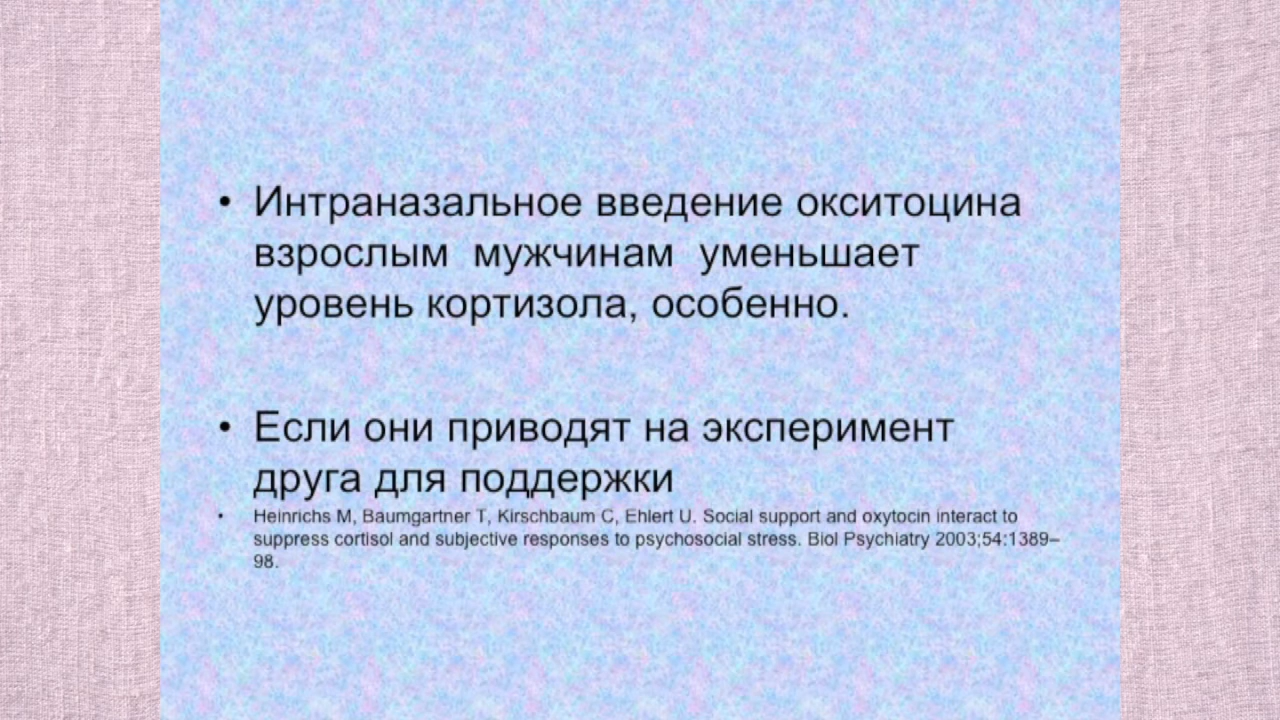 • Интраназальное введение окситоцина
взрослым мужчинам уменьшает
уровень кортизола, особенно.
• Если они приводят на эксперимент
друга для поддержки
• Heinrichs M, Baumgartner T, Kirschbaum C, Ehlert U. Social support and oxytocin interact to
suppress cortisol and subjective responses to psychosocial stress. Biol Psychiatry 2003;54:1389–
98.